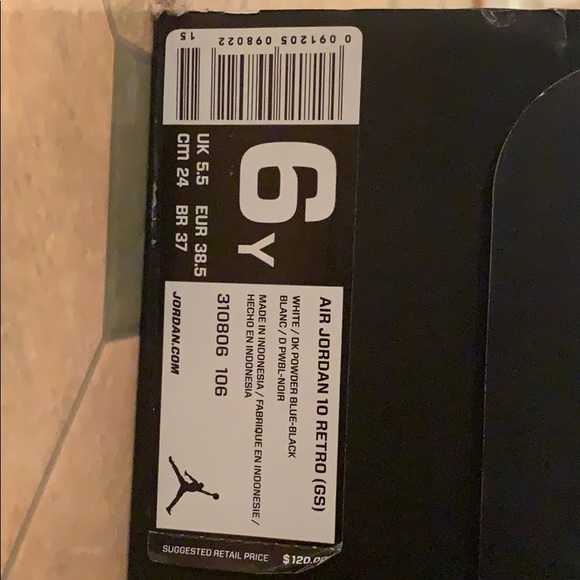 0 091205 098022 15
6Y
UK 5.5 EUR 38.5
cm 24 BR 37
AIR JORDAN 10 RETRO (GS)
WHITE/DK POWDER BLUE-BLACK
BLANC/D PWBL-NOIR
MADE IN INDONESIA/FABRIQUE EN INDONESIE/
HECHO EN INDONESIA
310806 106
JORDAN.COM
SUGGESTED RETAIL PRICE $120.00